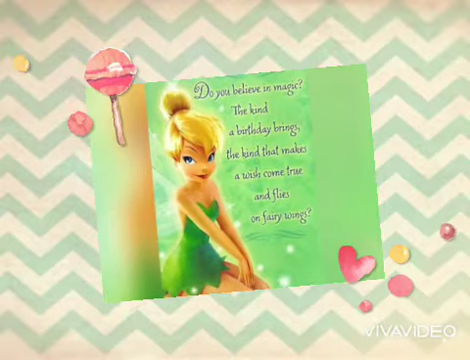 Do you believe in magic?
The kind
a birthday brings,
the kind that makes
a wish come true
and flies
on fairy wings?
VIVAVIDEO